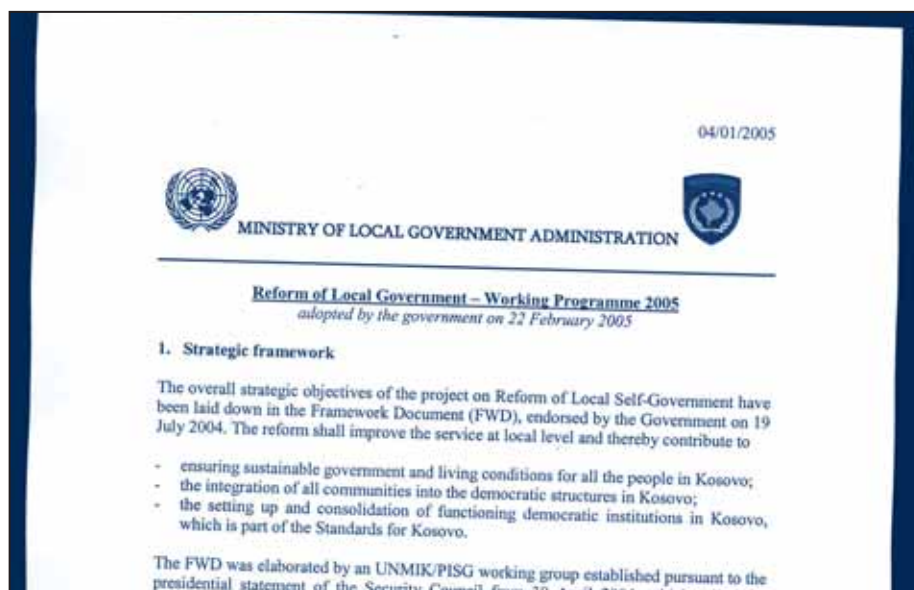 04/01/2005
MINISTRY OF LOCAL GOVERNMENT ADMINISTRATION
Reform of Local Government – Working Programme 2005
adopted by the government on 22 February 2005
1. Strategic framework
The overall strategic objectives of the project on Reform of Local Self-Government have
been laid down in the Framework Document (FWD), endorsed by the Government on 19
July 2004. The reform shall improve the service at local level and thereby contribute to
- ensuring sustainable government and living conditions for all the people in Kosovo;
- the integration of all communities into the democratic structures in Kosovo;
- the setting up and consolidation of functioning democratic institutions in Kosovo,
which is part of the Standards for Kosovo.
The FWD was elaborated by an UNMIK/PISG working group established pursuant to the
presidential statement of the Security Council from